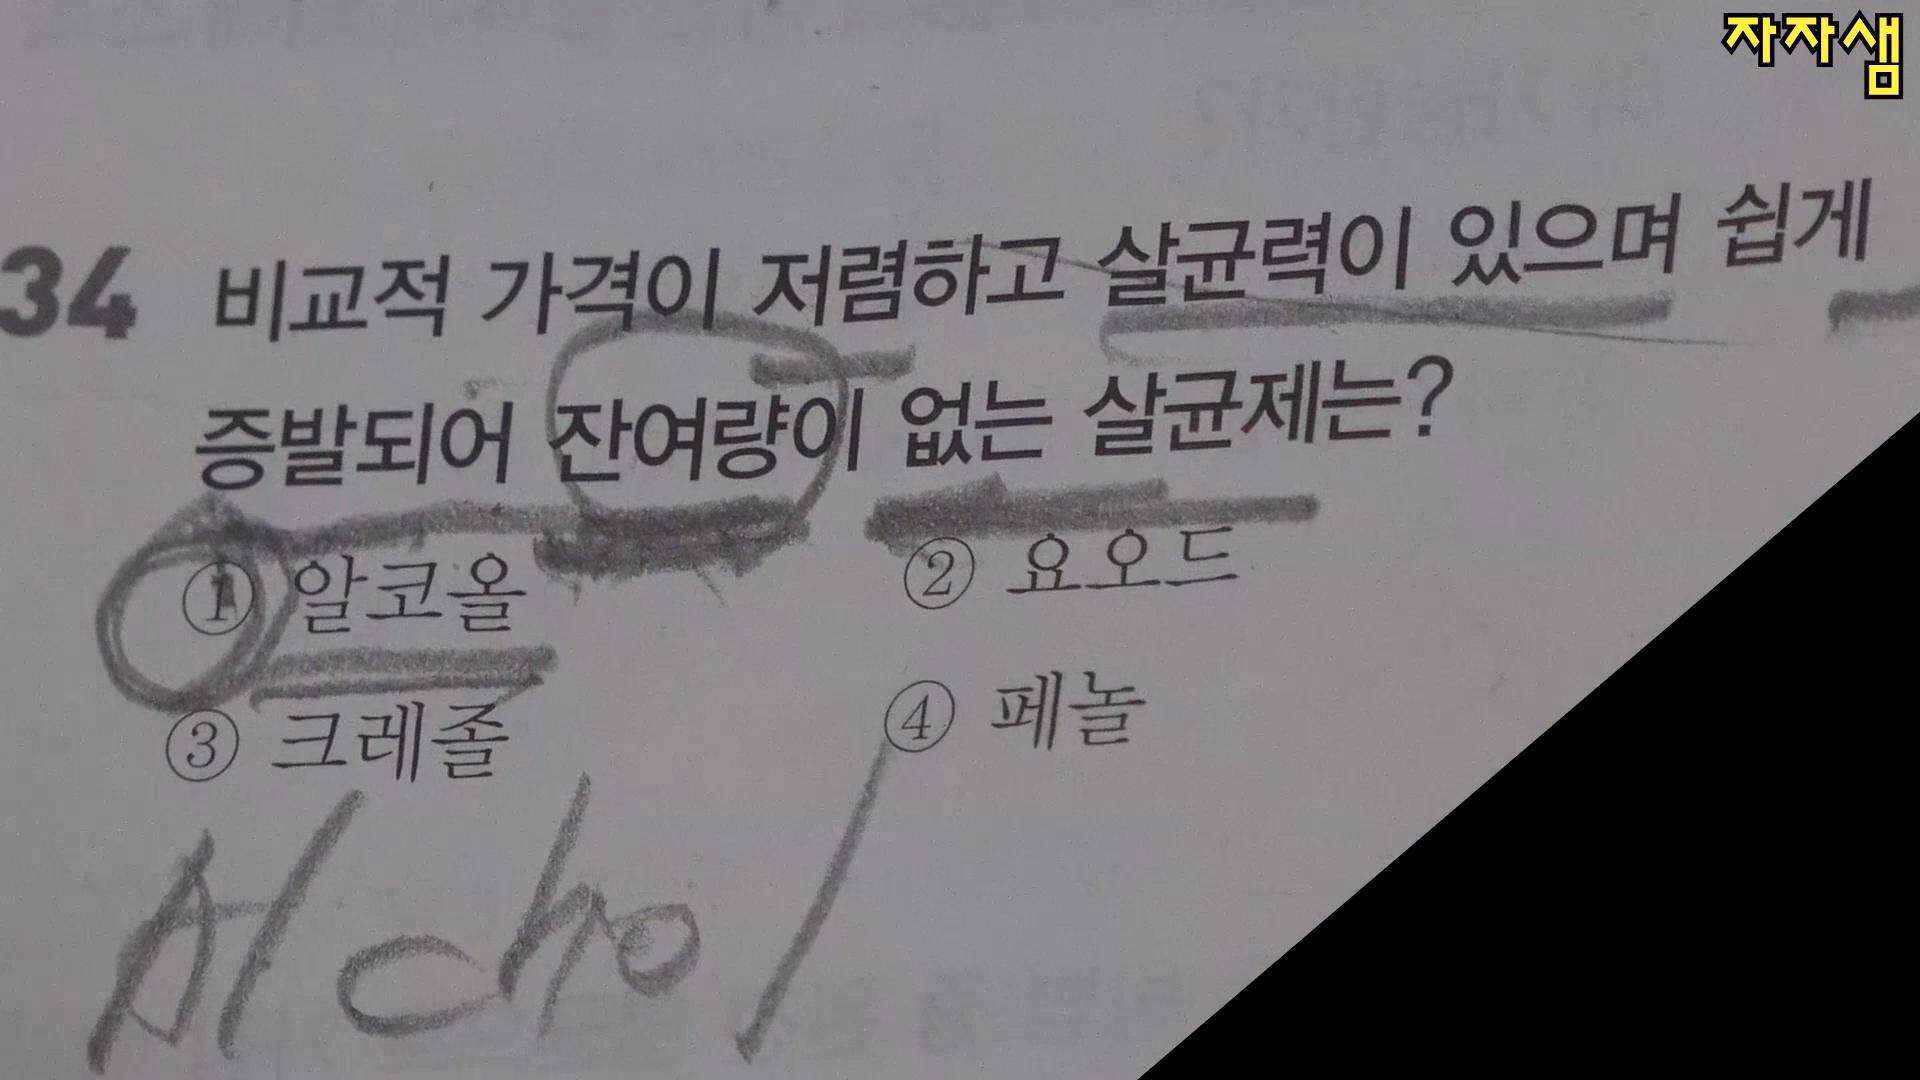 자자샘
34 비교적 가격이 저렴하고 살균력이 있으며 쉽게
증발되어 잔여량이 없는 살균제는?
① 알코올 ② 요오드
③ 크레졸 ④ 페놀
Alchol